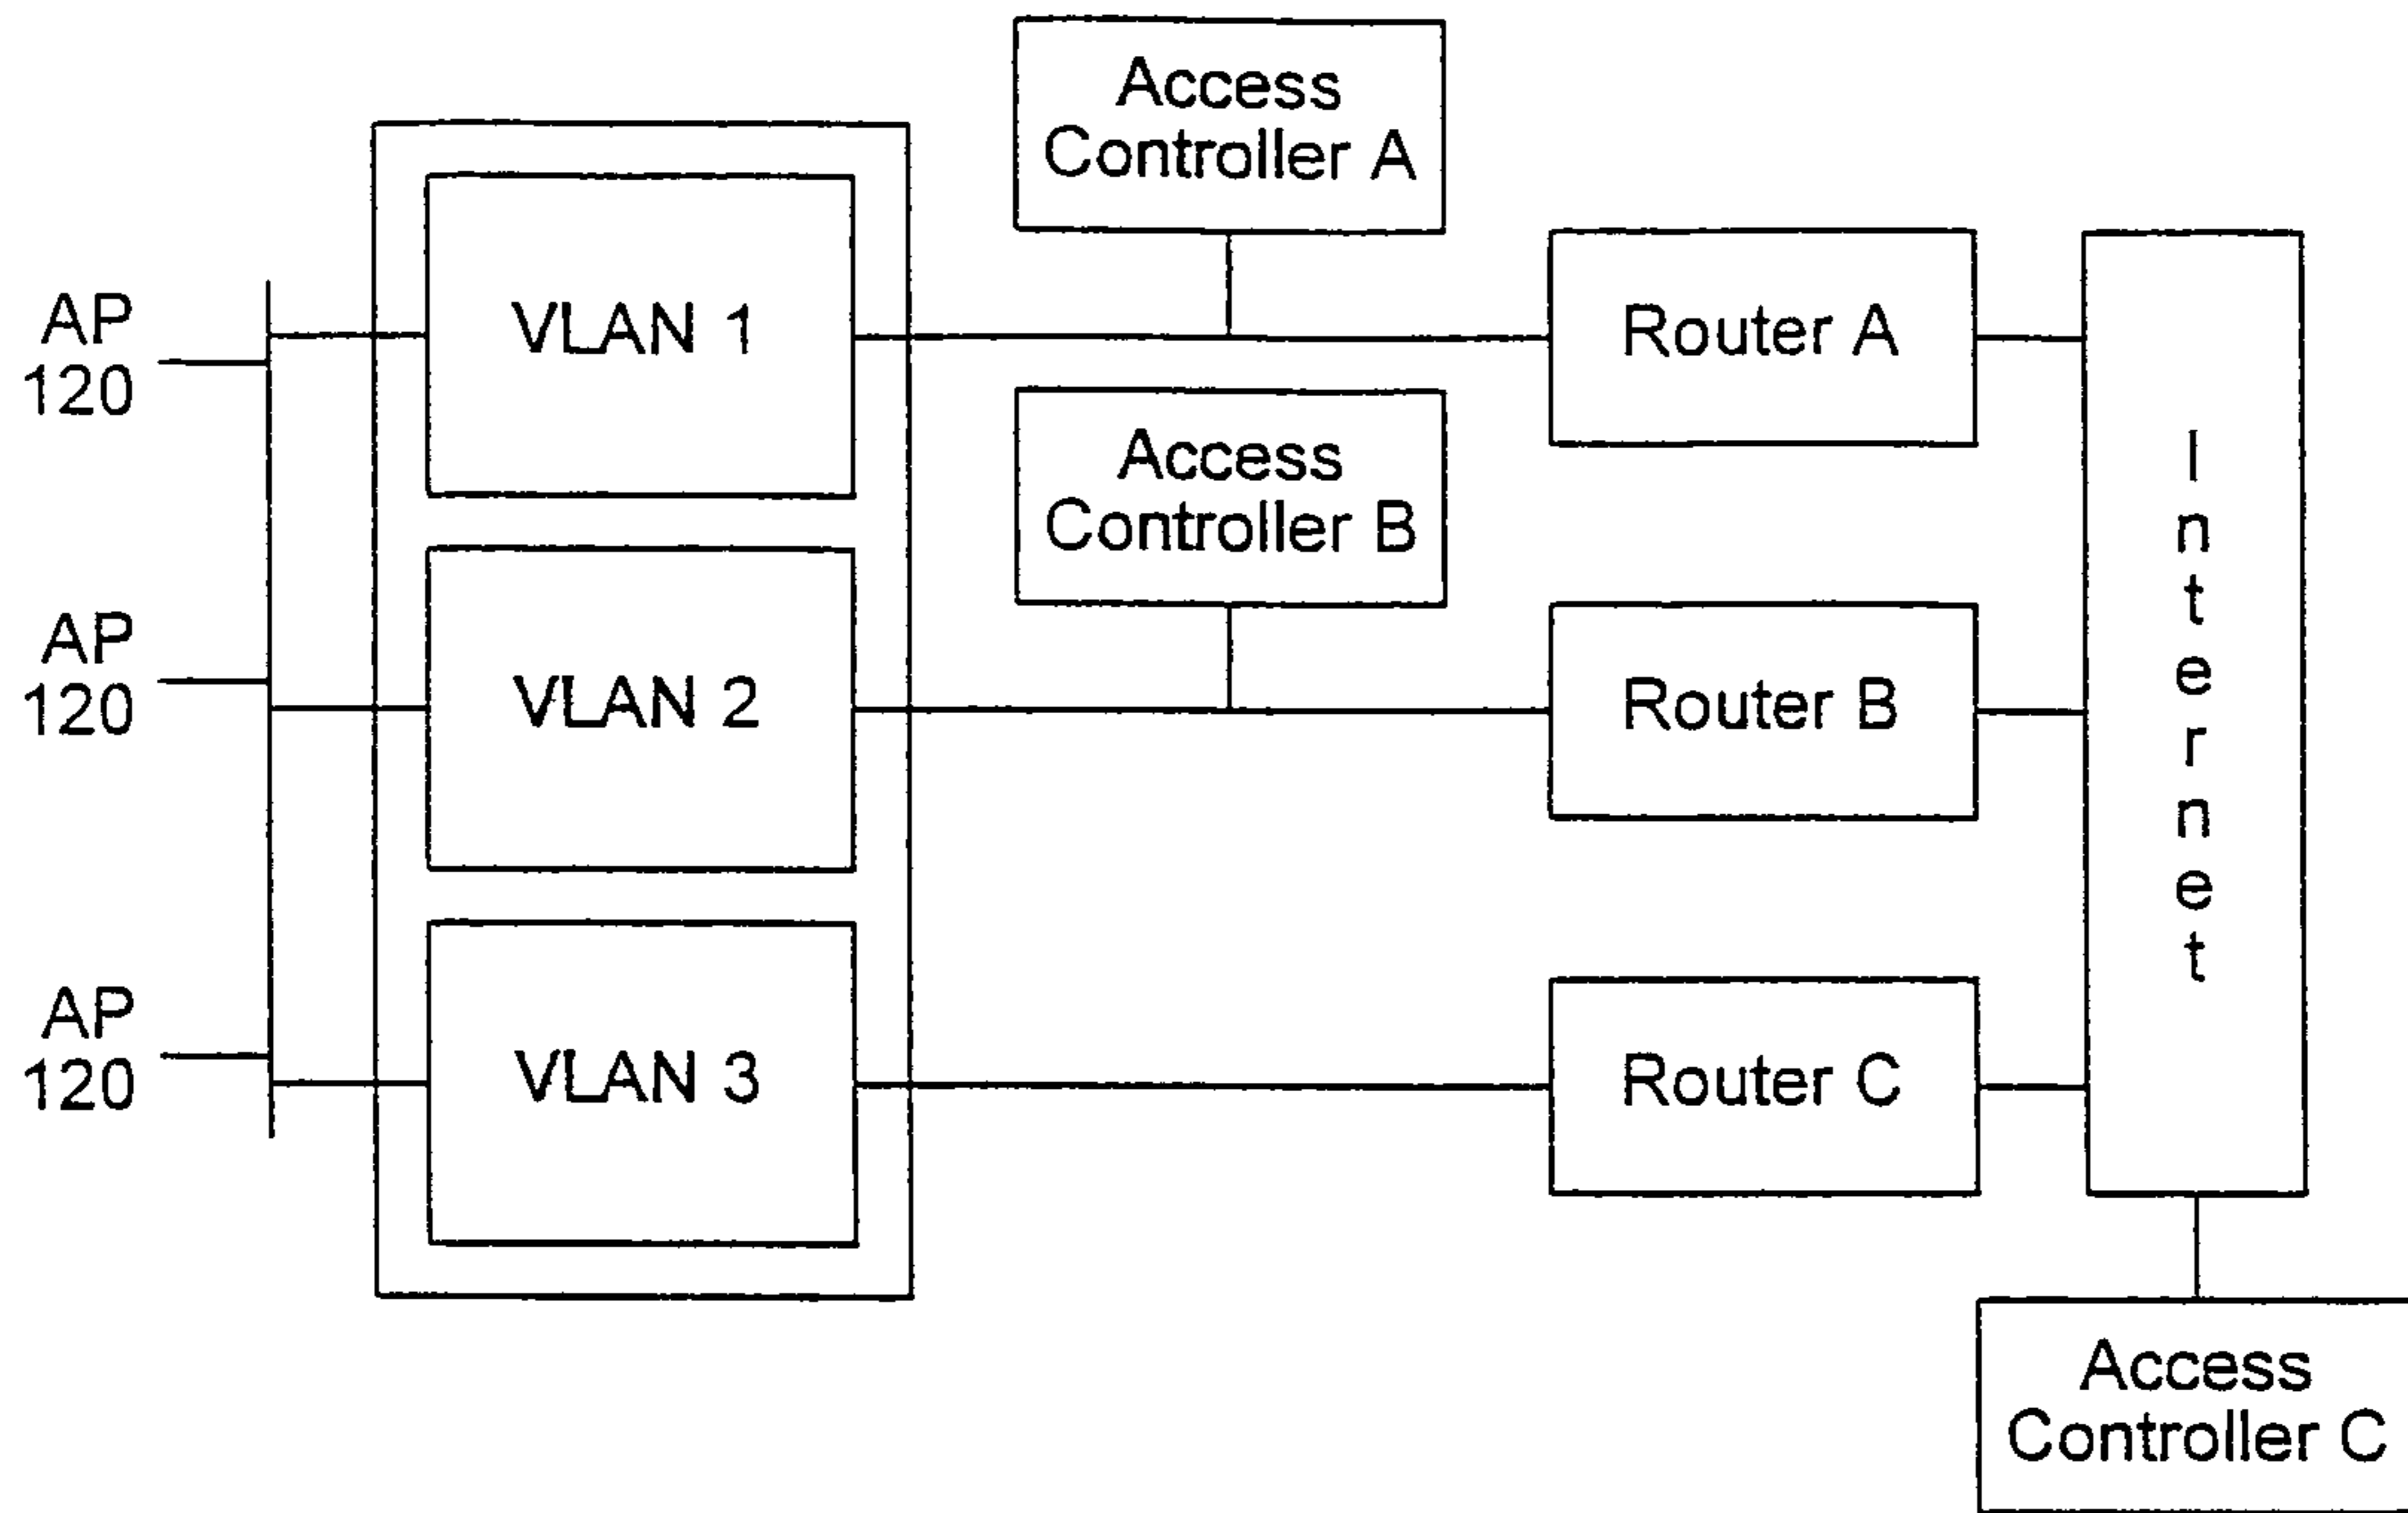 Access
Controller A
AP
120
VLAN 1
Router A
Access
Controller B
AP
120
VLAN 2
Router B
Internet
AP
120
VLAN 3
Router C
Access
Controller C